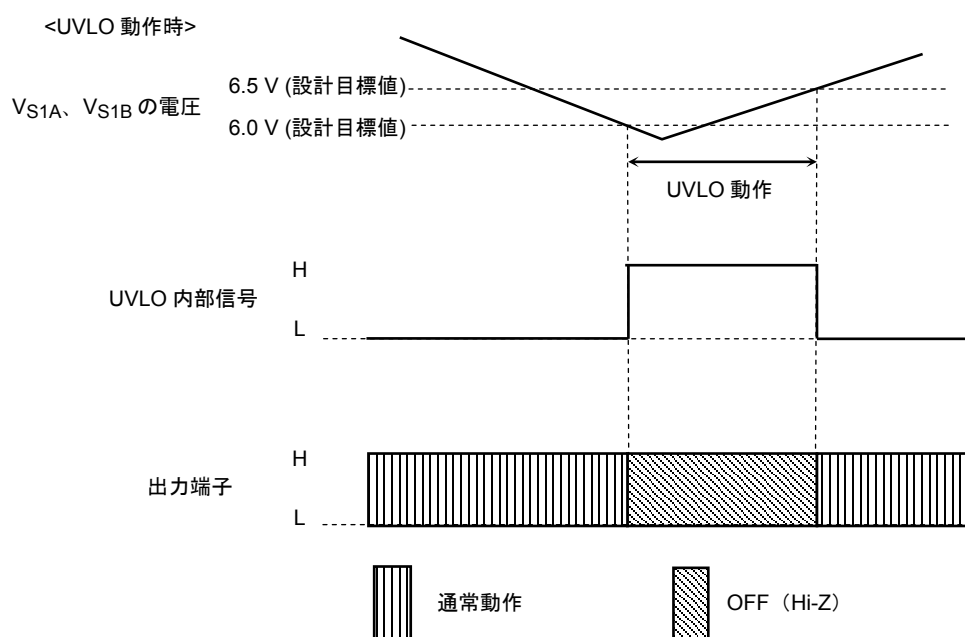 <UVLO 動作時>
6.5 V (設計目標値)
VS1A、VS1B の電圧
6.0 V (設計目標値)
UVLO 動作
H
UVLO 内部信号
L
H
出力端子
L
通常動作
OFF（Hi-Z）